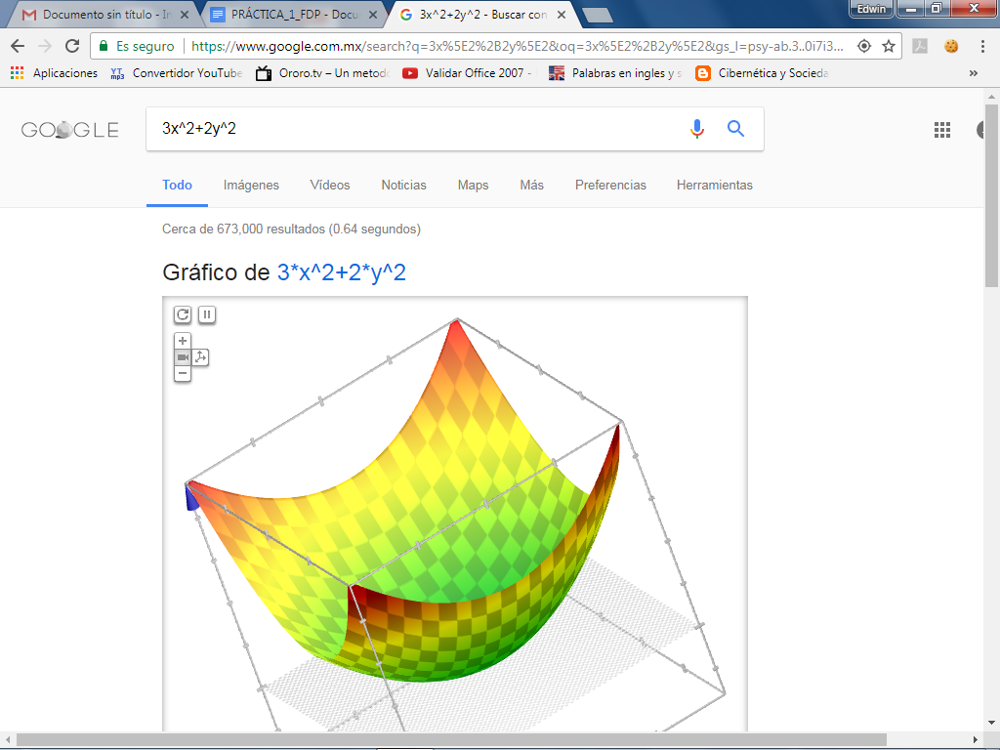 Documento sin título - In
PRÁCTICA_1_FDP - Docu
3x^2+2y^2 - Buscar con
Edwin
Es seguro
https://www.google.com.mx/search?q=3x%5E2%2B2y%5E2&oq=3x%5E2%2B2y%5E2&gs_l=psy-ab.3..0i7i3...
Aplicaciones
YT mp3
Convertidor YouTube
Ororo.tv – Un metodo
Validar Office 2007 -
Palabras en ingles y s
Cibernética y Socieda
»
GOOGLE
3x^2+2y^2
Todo
Imágenes
Vídeos
Noticias
Maps
Más
Preferencias
Herramientas
Cerca de 673,000 resultados (0.64 segundos)
Gráfico de 3*x^2+2*y^2